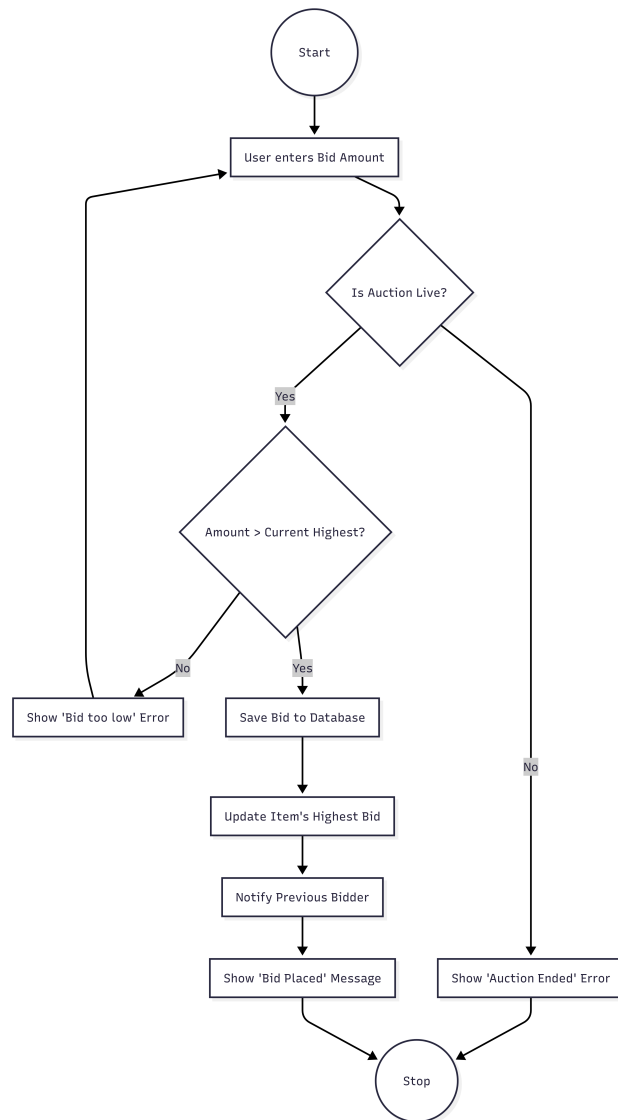 Start
User enters Bid Amount
Is Auction Live?
Yes
Amount > Current Highest?
No
Yes
Show 'Bid too low' Error
Save Bid to Database
No
Update Item's Highest Bid
Notify Previous Bidder
Show 'Bid Placed' Message
Show 'Auction Ended' Error
Stop